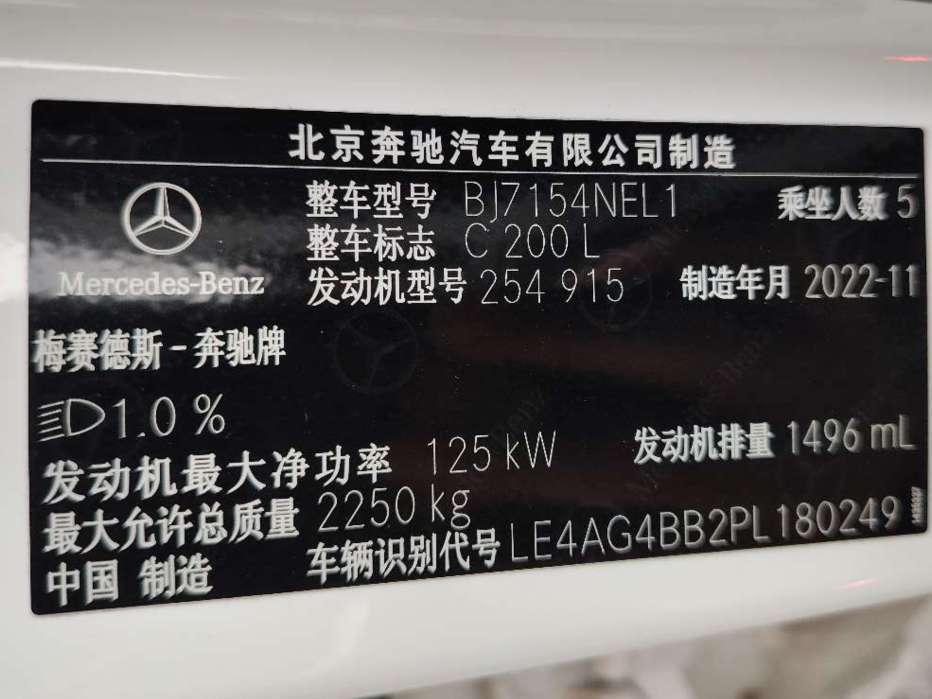 北京奔驰汽车有限公司制造
整车型号 BJ7154NEL1 乘坐人数 5
整车标志 C 200 L
Mercedes-Benz 发动机型号 254 915 制造年月 2022-11
梅赛德斯-奔驰牌
1.0 %
发动机最大净功率 125 kW 发动机排量 1496 mL
最大允许总质量 2250 kg
中国 制造 车辆识别代号 LE4AG4BB2PL180249